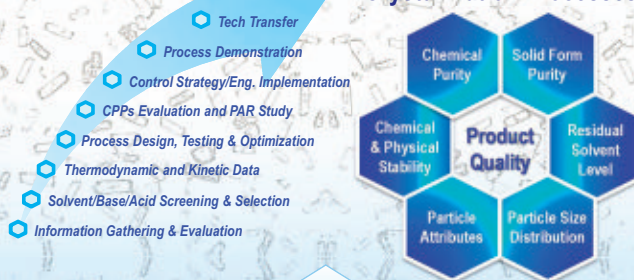 Tech Transfer
Process Demonstration
Control Strategy/Eng. Implementation
CPPs Evaluation and PAR Study
Process Design, Testing & Optimization
Thermodynamic and Kinetic Data
Solvent/Base/Acid Screening & Selection
Information Gathering & Evaluation
Chemical
Purity
Solid Form
Purity
Chemical
& Physical
Stability
Product
Quality
Residual
Solvent
Level
Particle
Attributes
Particle Size
Distribution